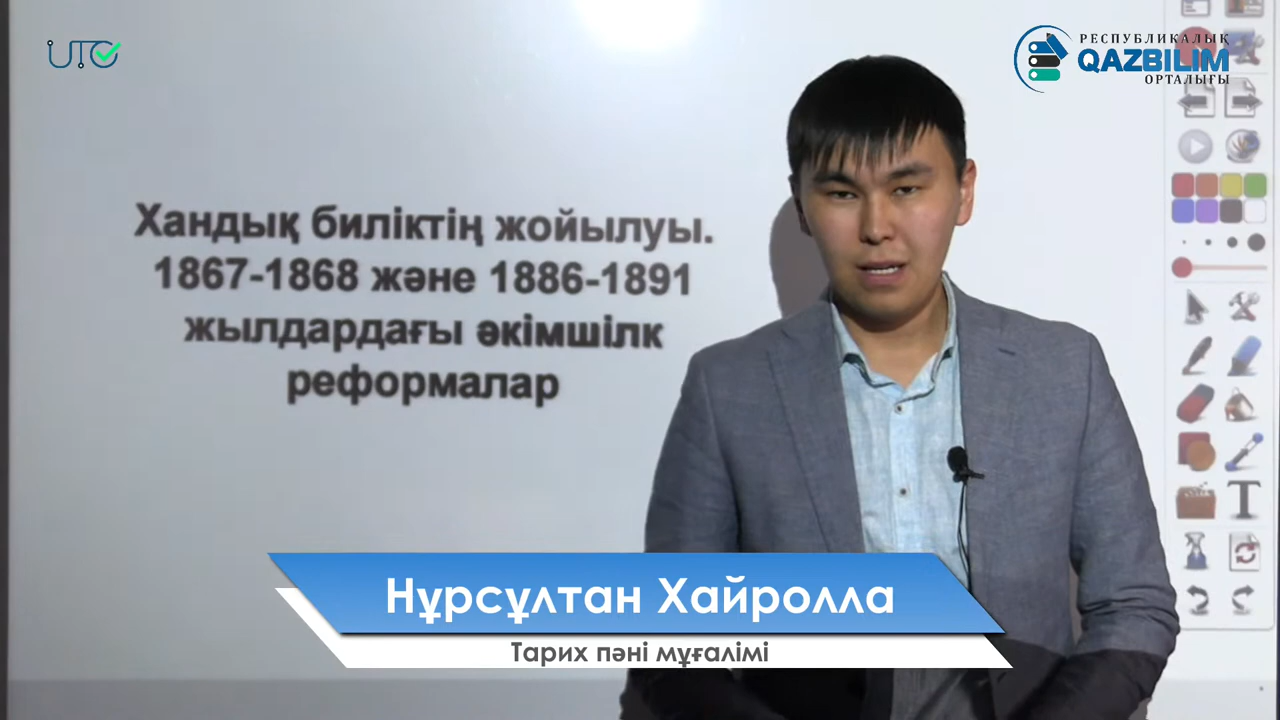 UTO
РЕСПУБЛИКАЛЫҚ
QAZBILIM
ОРТАЛЫҒЫ
Хандық биліктің жойылуы.
1867-1868 және 1886-1891
жылдардағы әкімшілк
реформалар
T
Нұрсұлтан Хайролла
Тарих пәні мұғалімі